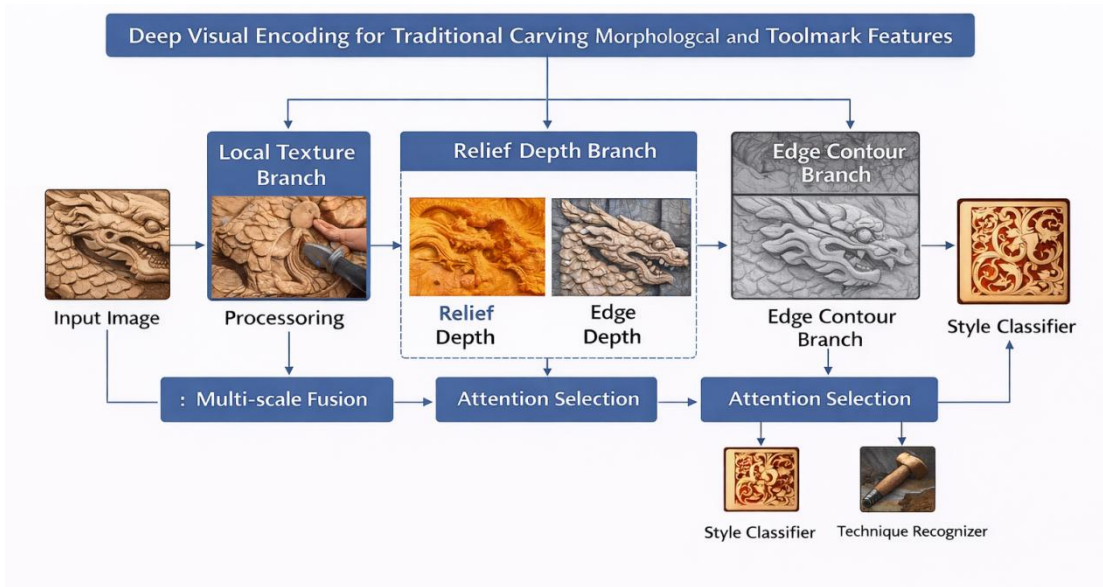 Deep Visual Encoding for Traditional Carving Morphologcal and Toolmark Features
Local Texture
Branch
Relief Depth Branch
Edge Contour
Branch
Input Image
Processoring
Relief
Depth
Edge
Depth
Edge Contour
Branch
Style Classifier
: Multi-scale Fusion
Attention Selection
Attention Selection
Style Classifier
Technique Recognizer